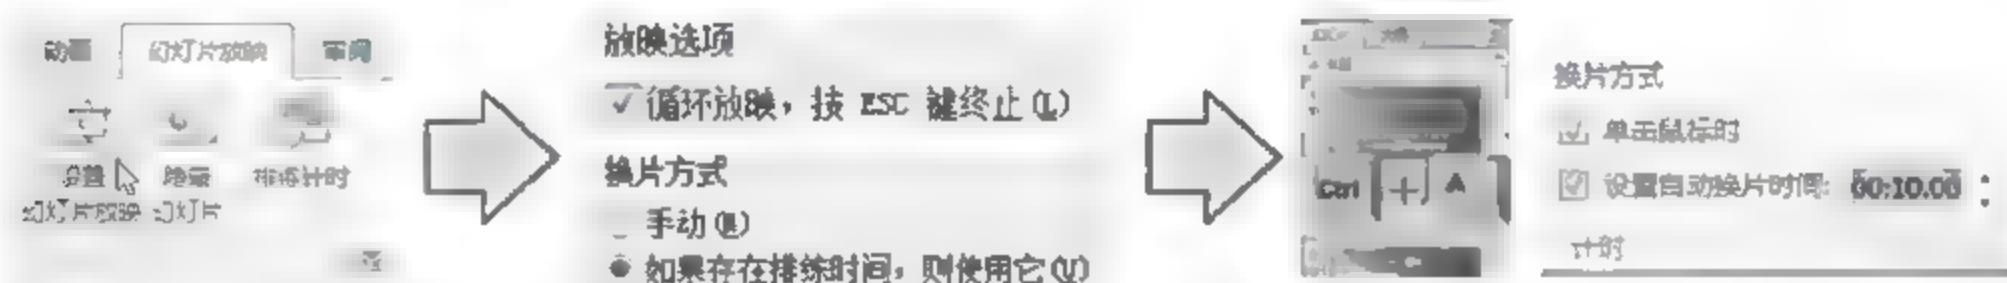 动画 幻灯片放映 审阅
设置 录制 排练计时
幻灯片放映 幻灯片
放映选项
循环放映，按 ESC 键终止(L)
换片方式
手动(M)
如果存在排练时间，则使用它(U)
Ctrl + A
换片方式
单击鼠标时
设置自动换片时间: 00:10.00
计时